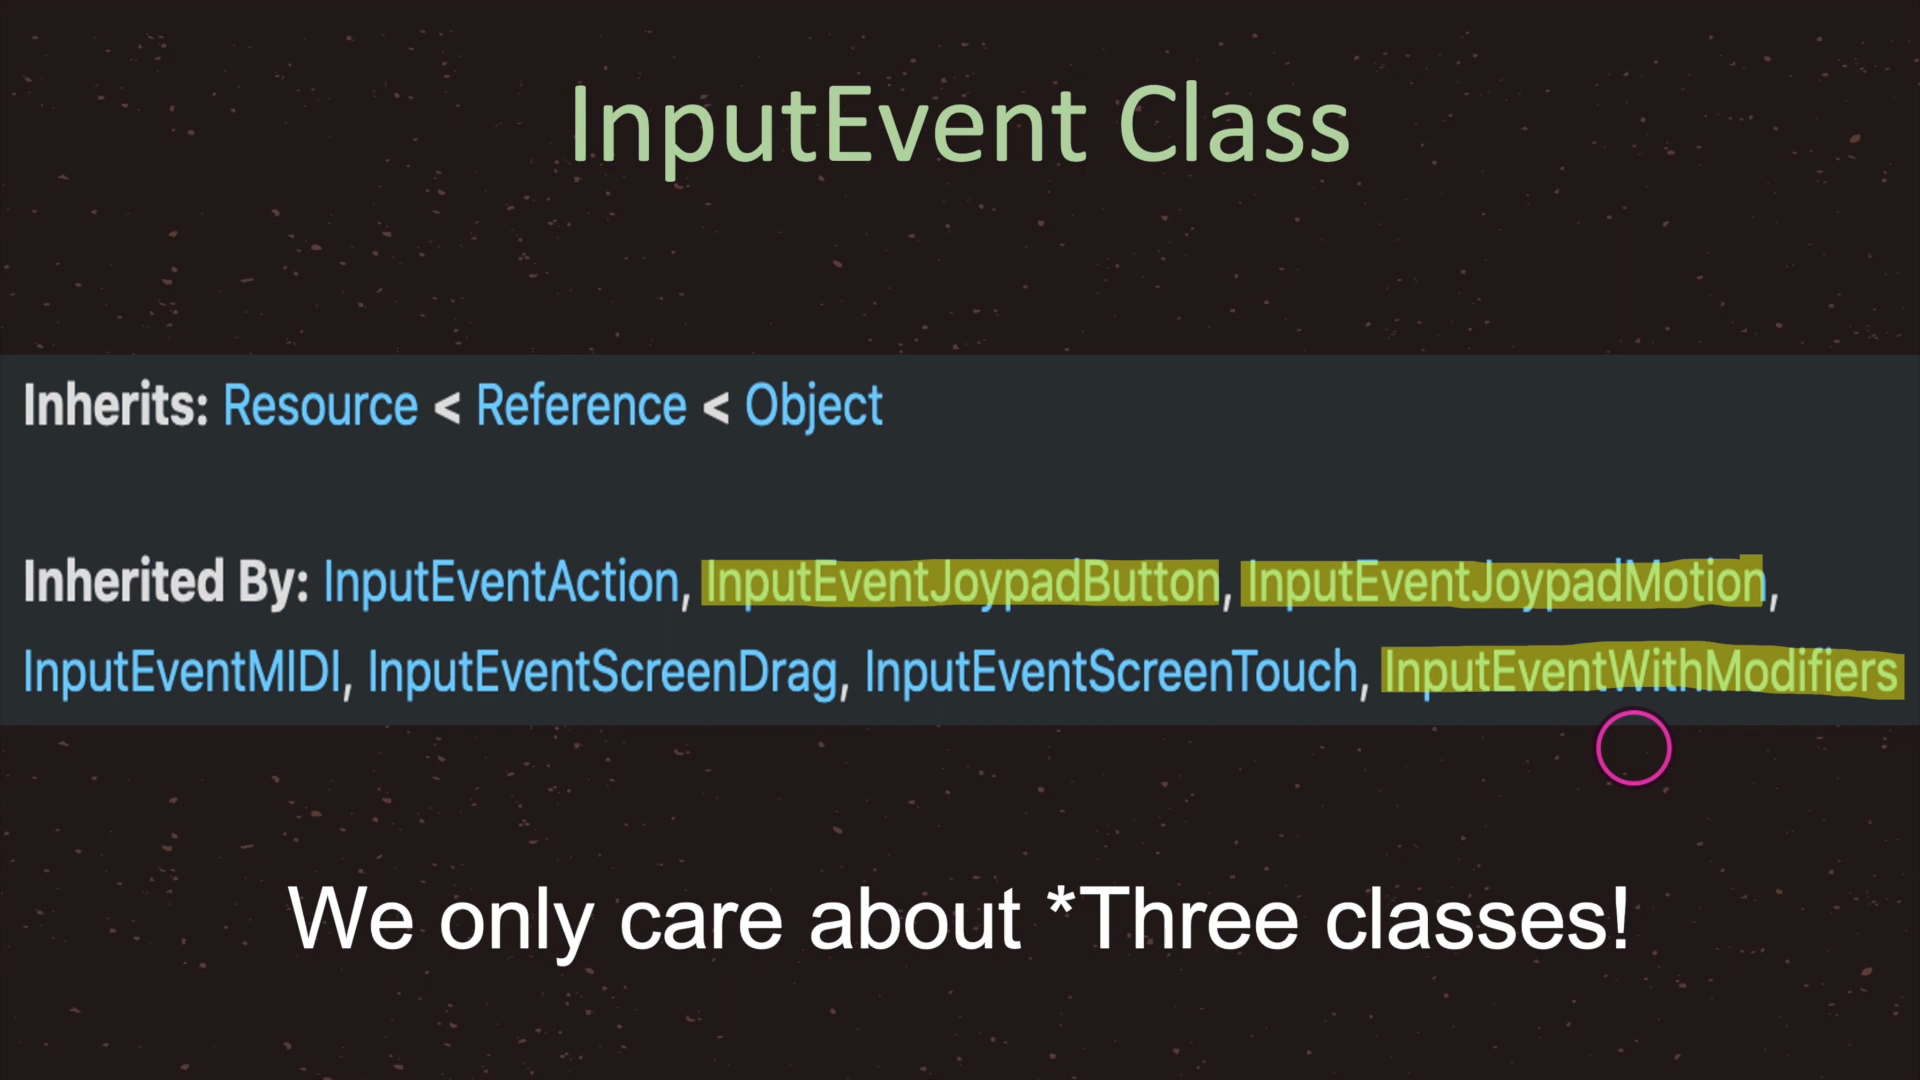 InputEvent Class
Inherits: Resource < Reference < Object
Inherited By: InputEventAction, InputEventJoypadButton, InputEventJoypadMotion,
InputEventMIDI, InputEventScreenDrag, InputEventScreenTouch, InputEventWithModifiers
We only care about *Three classes!